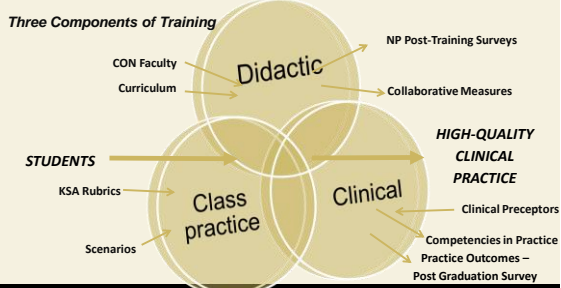 Three Components of Training
NP Post-Training Surveys
CON Faculty
Didactic
Curriculum
Collaborative Measures
STUDENTS
HIGH-QUALITY
CLINICAL
PRACTICE
KSA Rubrics
Class
practice
Clinical
Clinical Preceptors
Scenarios
Competencies in Practice
Practice Outcomes –
Post Graduation Survey